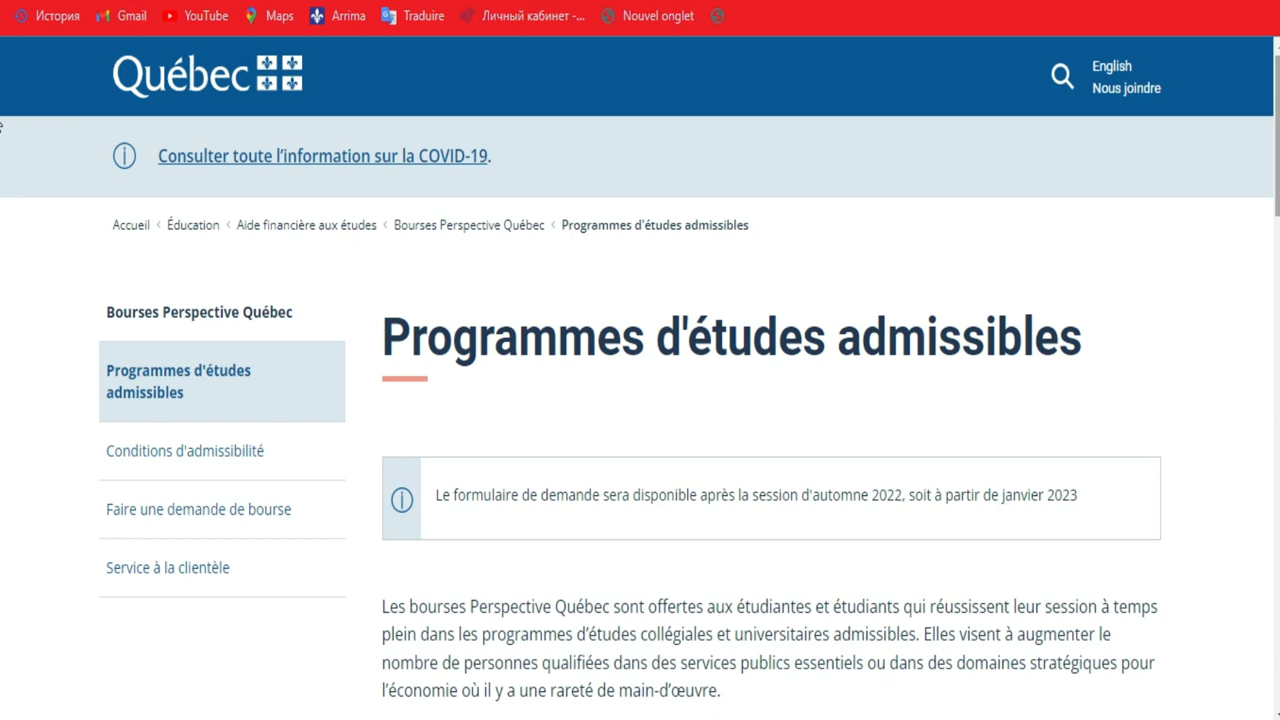 История Gmail YouTube Maps Arrima Traduire Личный кабинет -... Nouvel onglet
Québec
English
Nous joindre
Consulter toute l'information sur la COVID-19.
Accueil ‹ Éducation ‹ Aide financière aux études ‹ Bourses Perspective Québec ‹ Programmes d'études admissibles
Bourses Perspective Québec
Programmes d'études
admissibles
Conditions d'admissibilité
Faire une demande de bourse
Service à la clientèle
Programmes d'études admissibles
Le formulaire de demande sera disponible après la session d'automne 2022, soit à partir de janvier 2023
Les bourses Perspective Québec sont offertes aux étudiantes et étudiants qui réussissent leur session à temps
plein dans les programmes d’études collégiales et universitaires admissibles. Elles visent à augmenter le
nombre de personnes qualifiées dans des services publics essentiels ou dans des domaines stratégiques pour
l’économie où il y a une rareté de main-d’œuvre.